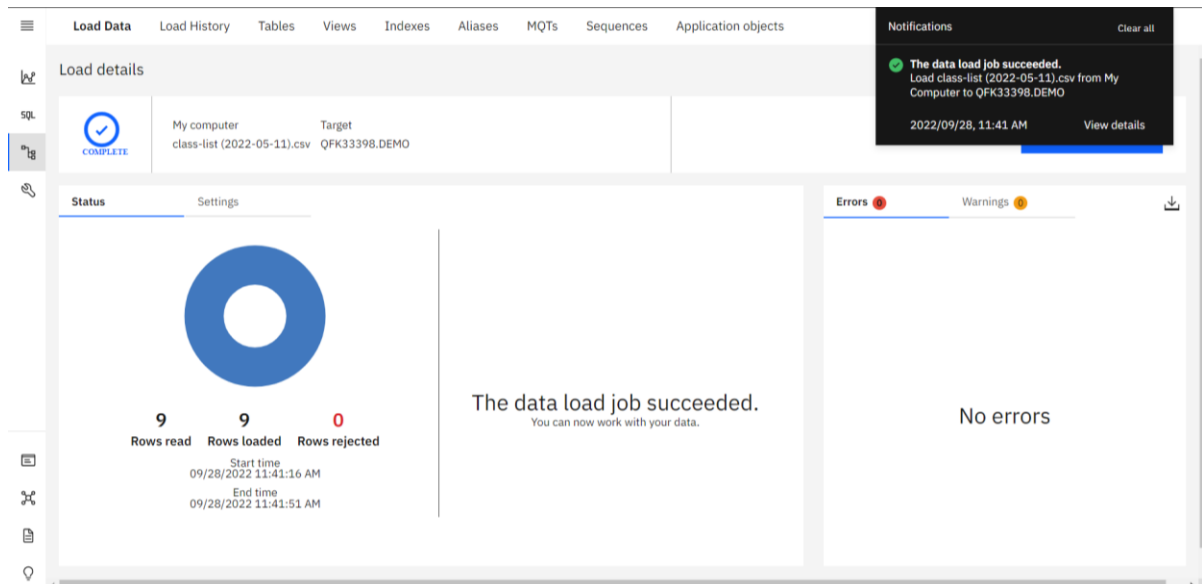 Load Data Load History Tables Views Indexes Aliases MQTs Sequences Application objects
Notifications Clear all
The data load job succeeded.
Load class-list (2022-05-11).csv from My
Computer to QFK33398.DEMO
2022/09/28, 11:41 AM View details
Load details
SQL
COMPLETE
My computer Target
class-list (2022-05-11).csv QFK33398.DEMO
Status Settings
9 9 0
Rows read Rows loaded Rows rejected
Start time
09/28/2022 11:41:16 AM
End time
09/28/2022 11:41:51 AM
The data load job succeeded.
You can now work with your data.
Errors 0 Warnings 0
No errors